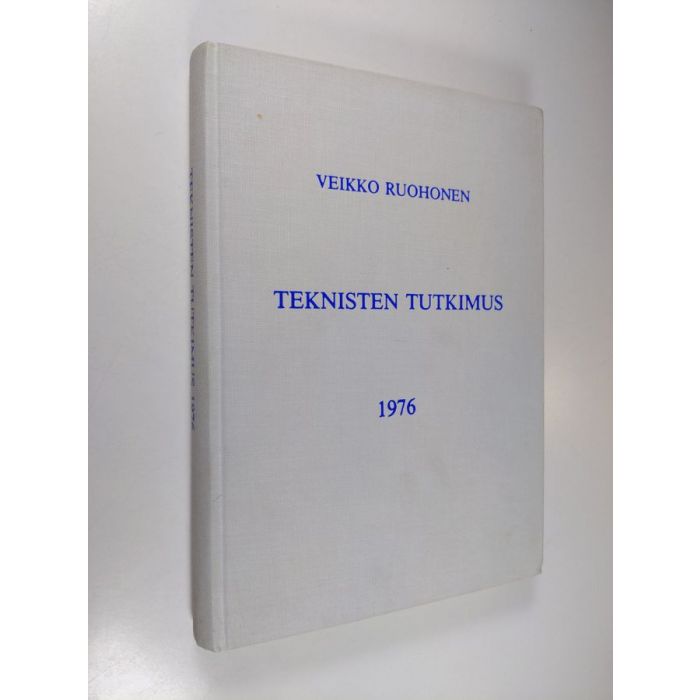 VEIKKO RUOHONEN
TEKNISTEN TUTKIMUS
1976
TEKNISTEN TUTKIMUS 1976